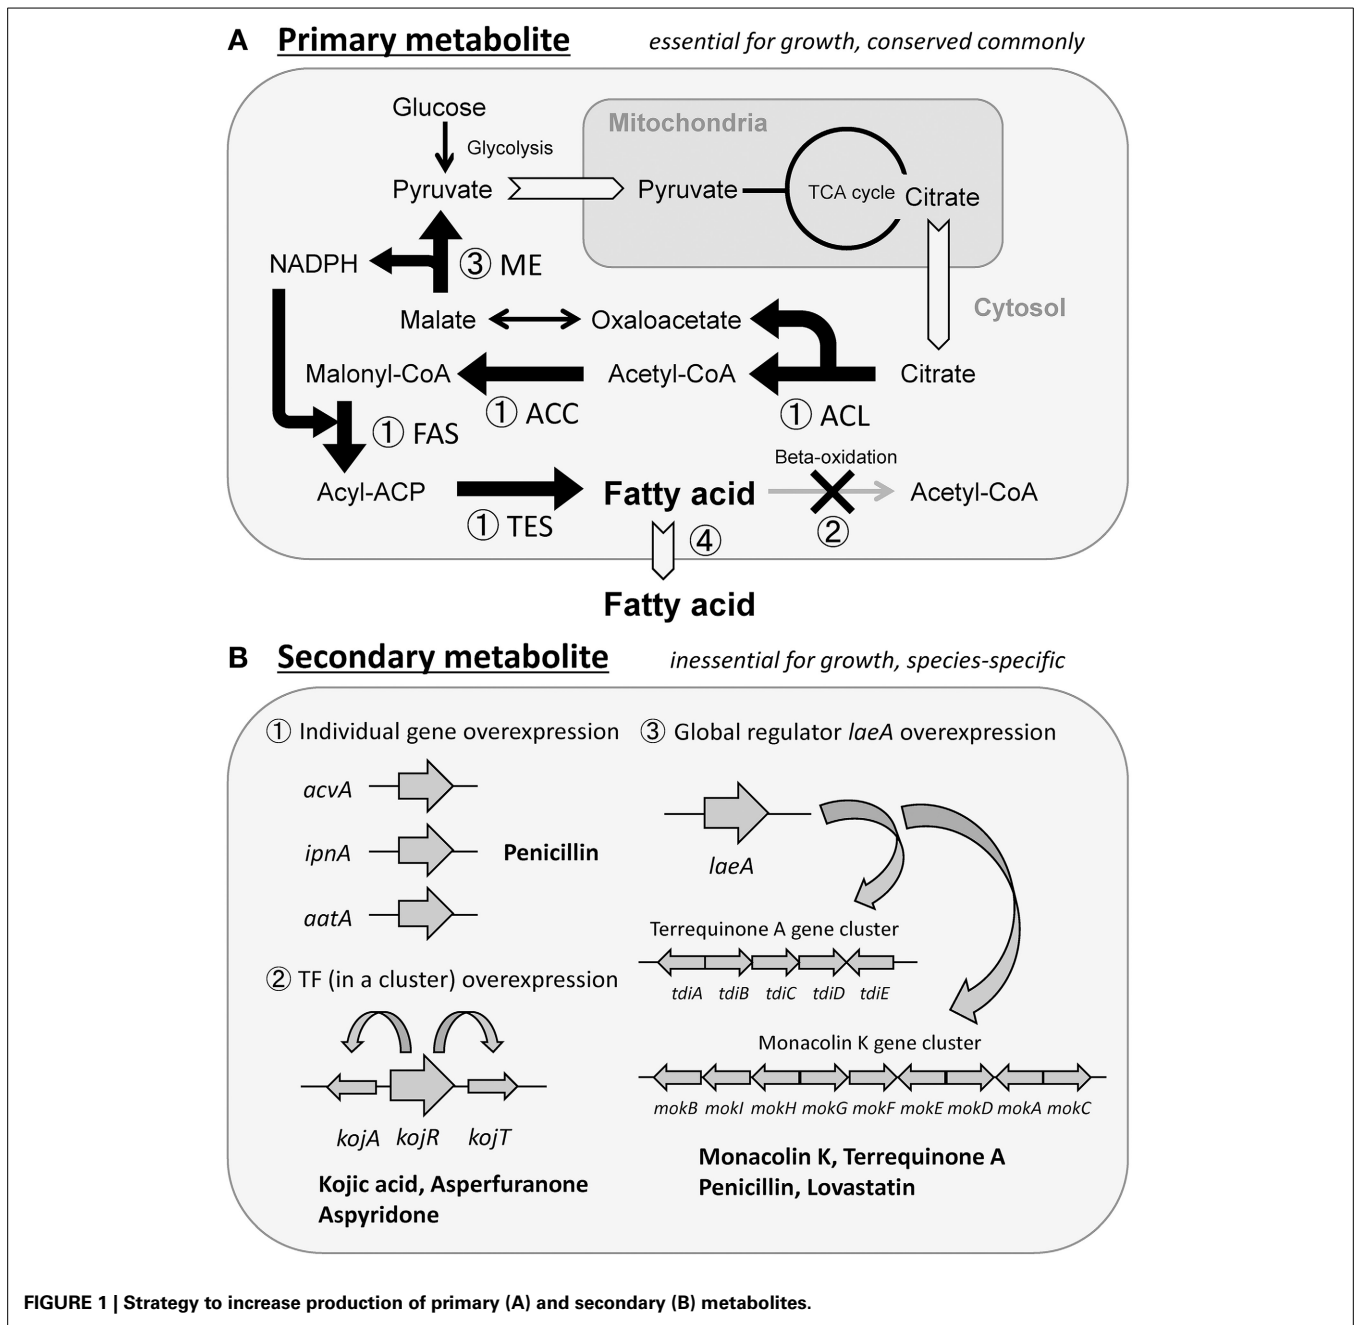 A Primary metabolite essential for growth, conserved commonly
Glucose
Mitochondria
Glycolysis
Pyruvate Pyruvate TCA cycle Citrate
NADPH ③ ME
Cytosol
Malate Oxaloacetate
Malonyl-CoA Acetyl-CoA Citrate
① ACC ① ACL
① FAS
Beta-oxidation
Acyl-ACP Fatty acid Acetyl-CoA
① TES ②
④
Fatty acid
B Secondary metabolite inessential for growth, species-specific
① Individual gene overexpression
acvA
ipnA Penicillin
aatA
② TF (in a cluster) overexpression
kojA kojR kojT
Kojic acid, Asperfuranone
Aspyridone
③ Global regulator laeA overexpression
laeA
Terrequinone A gene cluster
tdiA tdiB tdiC tdiD tdiE
Monacolin K gene cluster
mokB mokI mokH mokG mokF mokE mokD mokA mokC
Monacolin K, Terrequinone A
Penicillin, Lovastatin
FIGURE 1 | Strategy to increase production of primary (A) and secondary (B) metabolites.